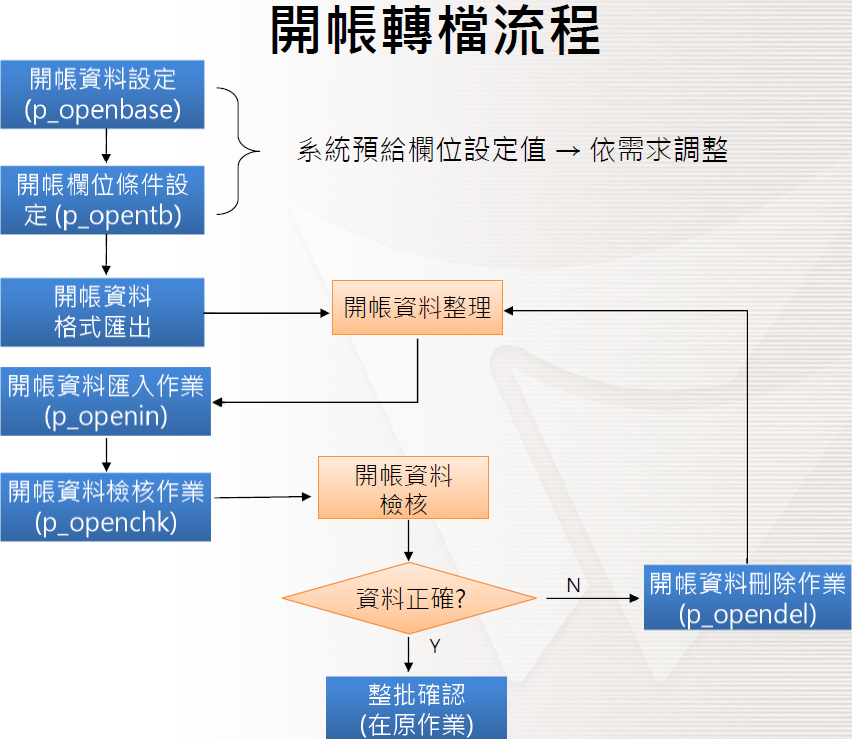 開帳轉檔流程
開帳資料設定
(p_openbase)
系統預給欄位設定值 → 依需求調整
開帳欄位條件設
定 (p_opentb)
開帳資料
格式匯出
開帳資料整理
開帳資料匯入作業
(p_openin)
開帳資料檢核作業
(p_openchk)
開帳資料
檢核
資料正確?
N
開帳資料刪除作業
(p_opendel)
Y
整批確認
(在原作業)